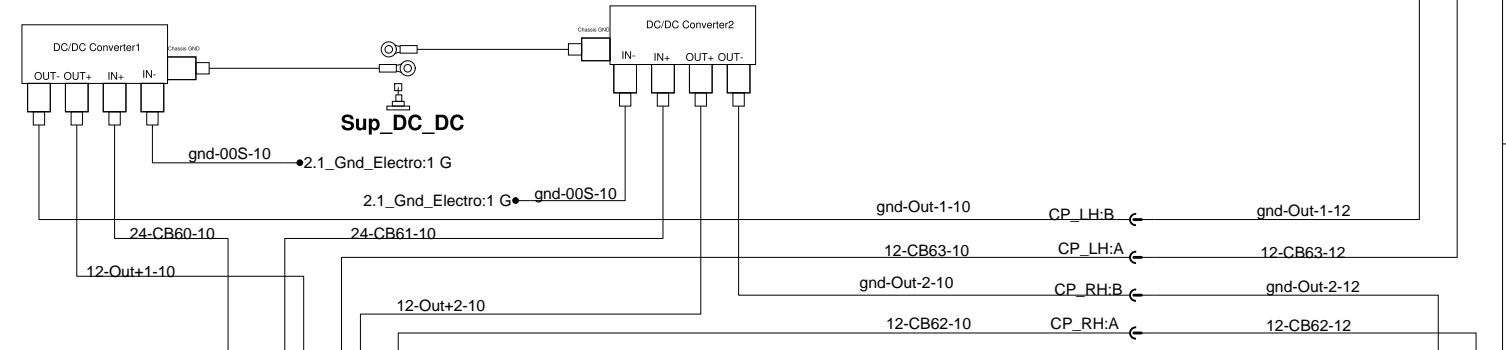 DC/DC Converter1
Chassis GND
OUT- OUT+ IN+ IN-
DC/DC Converter2
Chassis GND
IN- IN+ OUT+ OUT-
Sup_DC_DC
gnd-00S-10
2.1_Gnd_Electro:1 G
2.1_Gnd_Electro:1 G
gnd-00S-10
gnd-Out-1-10
CP_LH:B
gnd-Out-1-12
24-CB60-10
24-CB61-10
12-CB63-10
CP_LH:A
12-CB63-12
12-Out+1-10
gnd-Out-2-10
CP_RH:B
gnd-Out-2-12
12-Out+2-10
12-CB62-10
CP_RH:A
12-CB62-12